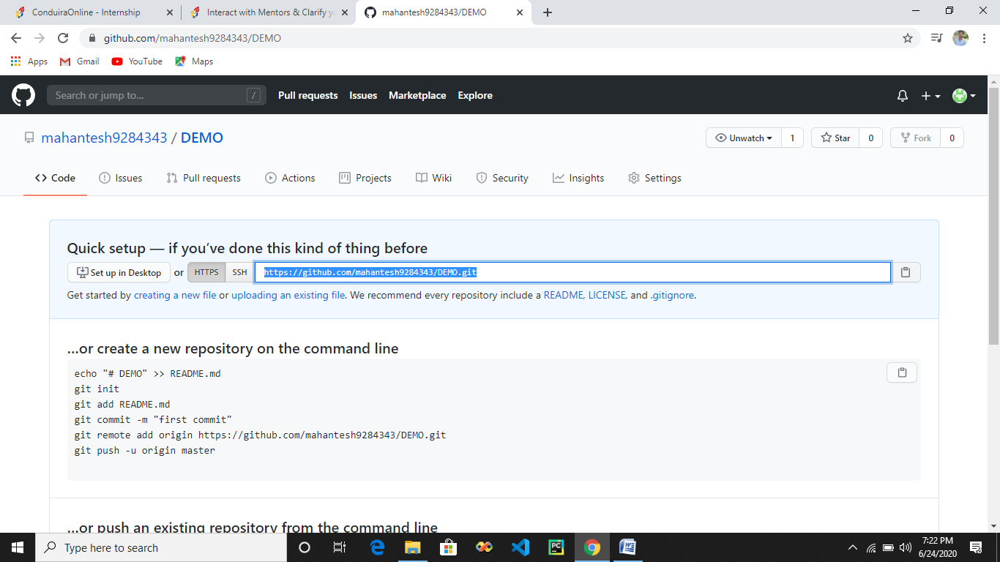 ConduiraOnline - Internship
Interact with Mentors & Clarify y
mahantesh9284343/DEMO
github.com/mahantesh9284343/DEMO
Apps Gmail YouTube Maps
Search or jump to... / Pull requests Issues Marketplace Explore
mahantesh9284343 / DEMO
Unwatch 1 Star 0 Fork 0
Code Issues Pull requests Actions Projects Wiki Security Insights Settings
Quick setup — if you’ve done this kind of thing before
Set up in Desktop or HTTPS SSH https://github.com/mahantesh9284343/DEMO.git
Get started by creating a new file or uploading an existing file. We recommend every repository include a README, LICENSE, and .gitignore.
…or create a new repository on the command line
echo "# DEMO" >> README.md
git init
git add README.md
git commit -m "first commit"
git remote add origin https://github.com/mahantesh9284343/DEMO.git
git push -u origin master
…or push an existing repository from the command line
Type here to search
PC
7:22 PM
6/24/2020